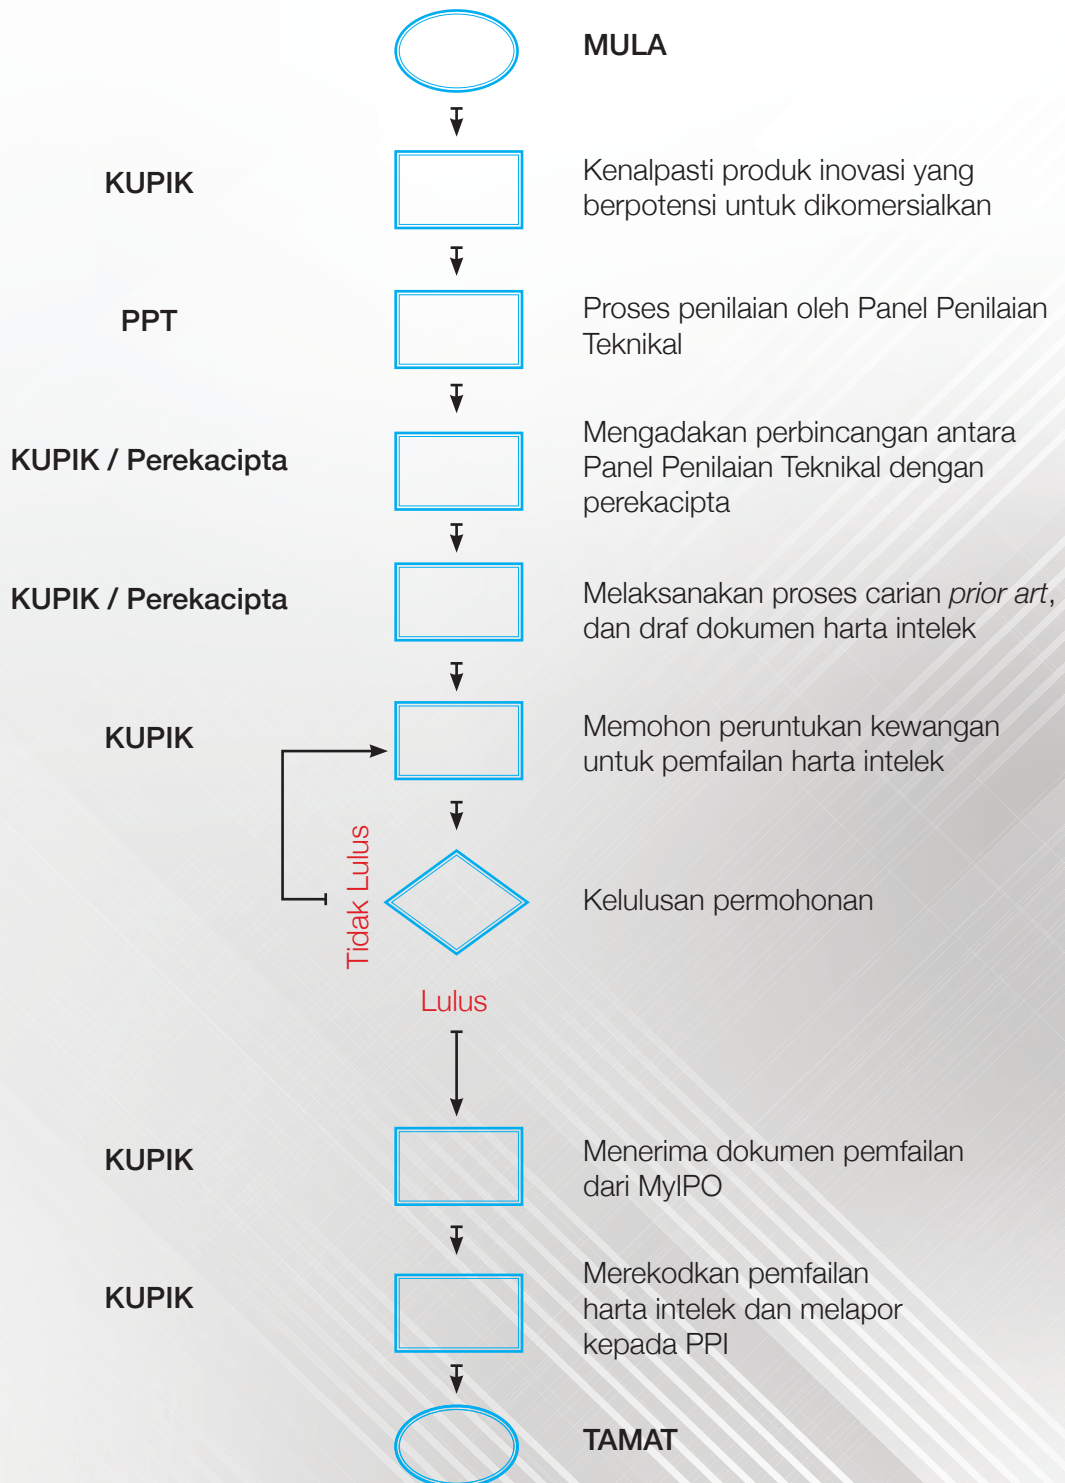 MULA
KUPIK
Kenalpasti produk inovasi yang
berpotensi untuk dikomersialkan
PPT
Proses penilaian oleh Panel Penilaian
Teknikal
KUPIK / Perekacipta
Mengadakan perbincangan antara
Panel Penilaian Teknikal dengan
perekacipta
KUPIK / Perekacipta
Melaksanakan proses carian prior art,
dan draf dokumen harta intelek
KUPIK
Memohon peruntukan kewangan
untuk pemfailan harta intelek
Tidak Lulus
Kelulusan permohonan
Lulus
KUPIK
Menerima dokumen pemfailan
dari MyIPO
KUPIK
Merekodkan pemfailan
harta intelek dan melapor
kepada PPI
TAMAT